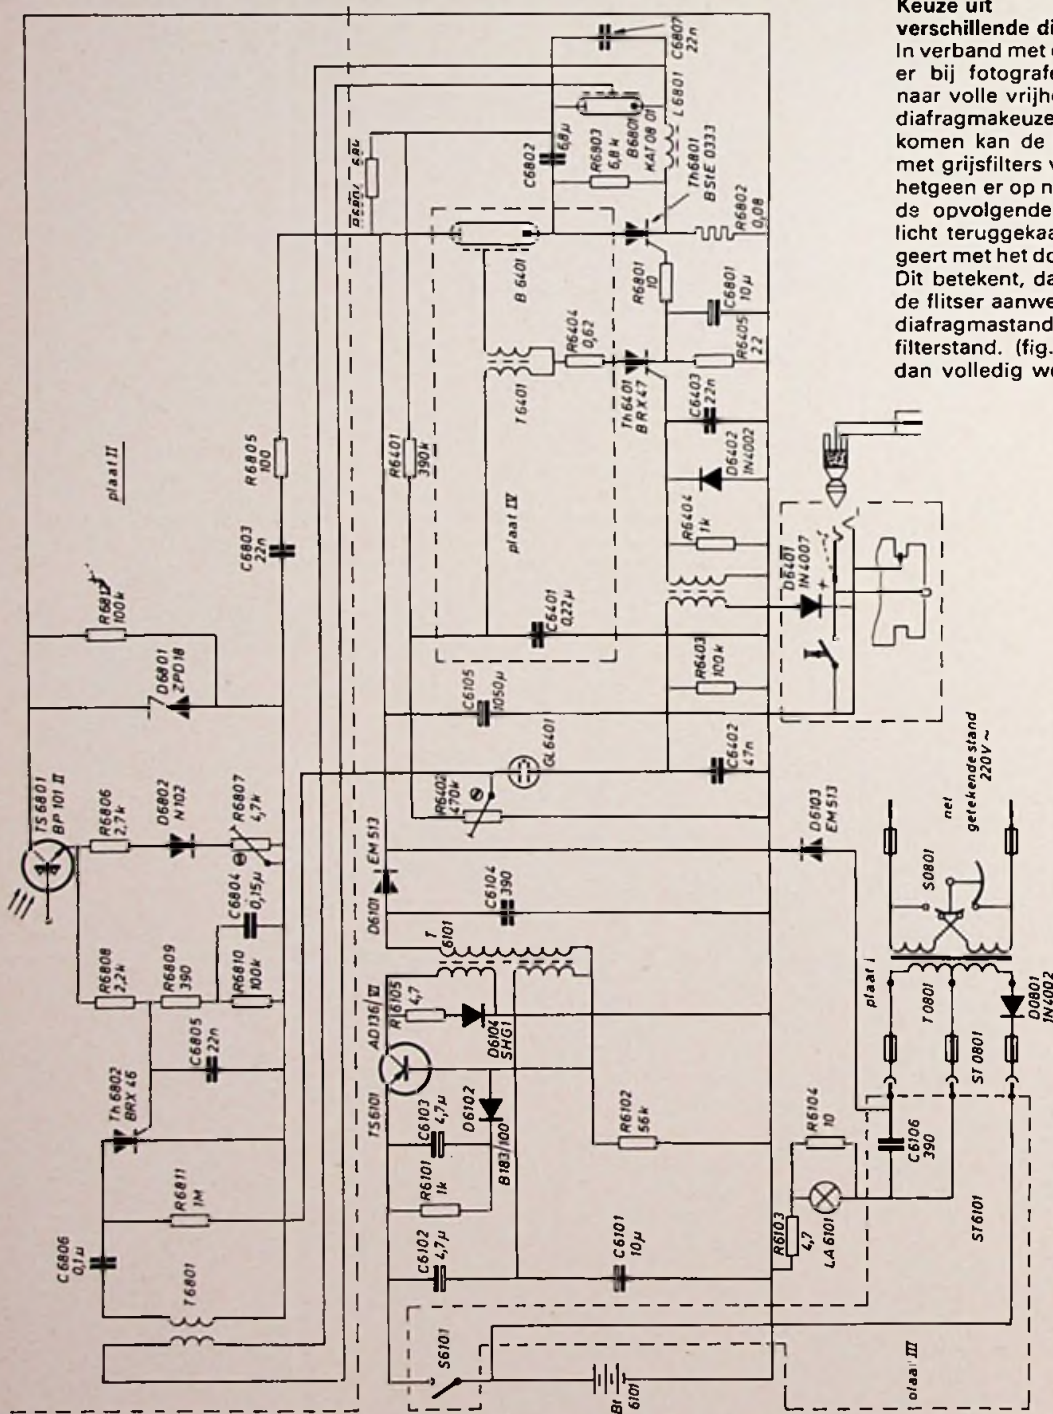 Keuze uit
verschillende di
In verband met
er bij fotografe
naar volle vrijhe
diafragmakeuze
komen kan de
met grijsfilters v
hetgeen er op n
de opvolgende
licht teruggekaa
geert met het do
Dit betekent, da
de flitser aanwe
diafragmastand
filterstand. (fig.
dan volledig we
plaat II
TS 6801
BP 101 II
R6817
100k
D6801
ZPD18
R6806
2,7k
D6802
N 102
R6807
4,7k
C6804
0,15µ
R6808
2,2k
R6809
390
R6810
100k
C6805
22n
Th 6802
BRX 46
R6811
1M
C6806
0,1µ
T6801
R6805
100
C6803
22n
C6807
22n
C6802
6,8µ
R6803
6,8k
B6801
KAT 08 01
L6801
Th6801
BStE 0333
R6802
0,08
R6801
10
C6801
10µ
R6405
22
B 6401
T6401
R6404
0,62
Th6401
BRX47
C6403
22n
R6401
390k
plaat IV
C6401
0,22µ
D6402
1N4002
R6404
1k
C6105
1050µ
R6402
470k
GL6401
R6403
100k
C6402
47n
D6401
1N4007
+
D6101
EM 513
C6104
390
T
6101
AD136/VI
R6105
4,7
D6104
SHG1
TS6101
C6103
4,7µ
D6102
B183/100
R6101
1k
C6102
4,7µ
C6101
10µ
R6102
56k
S6101
Bt
6101
plaat III
D6103
EM 513
R6103
4,7
LA 6101
R6104
10
C6106
390
ST6101
plaat I
T0801
ST 0801
D0801
1N4002
S0801
net
getekende stand
220V ~